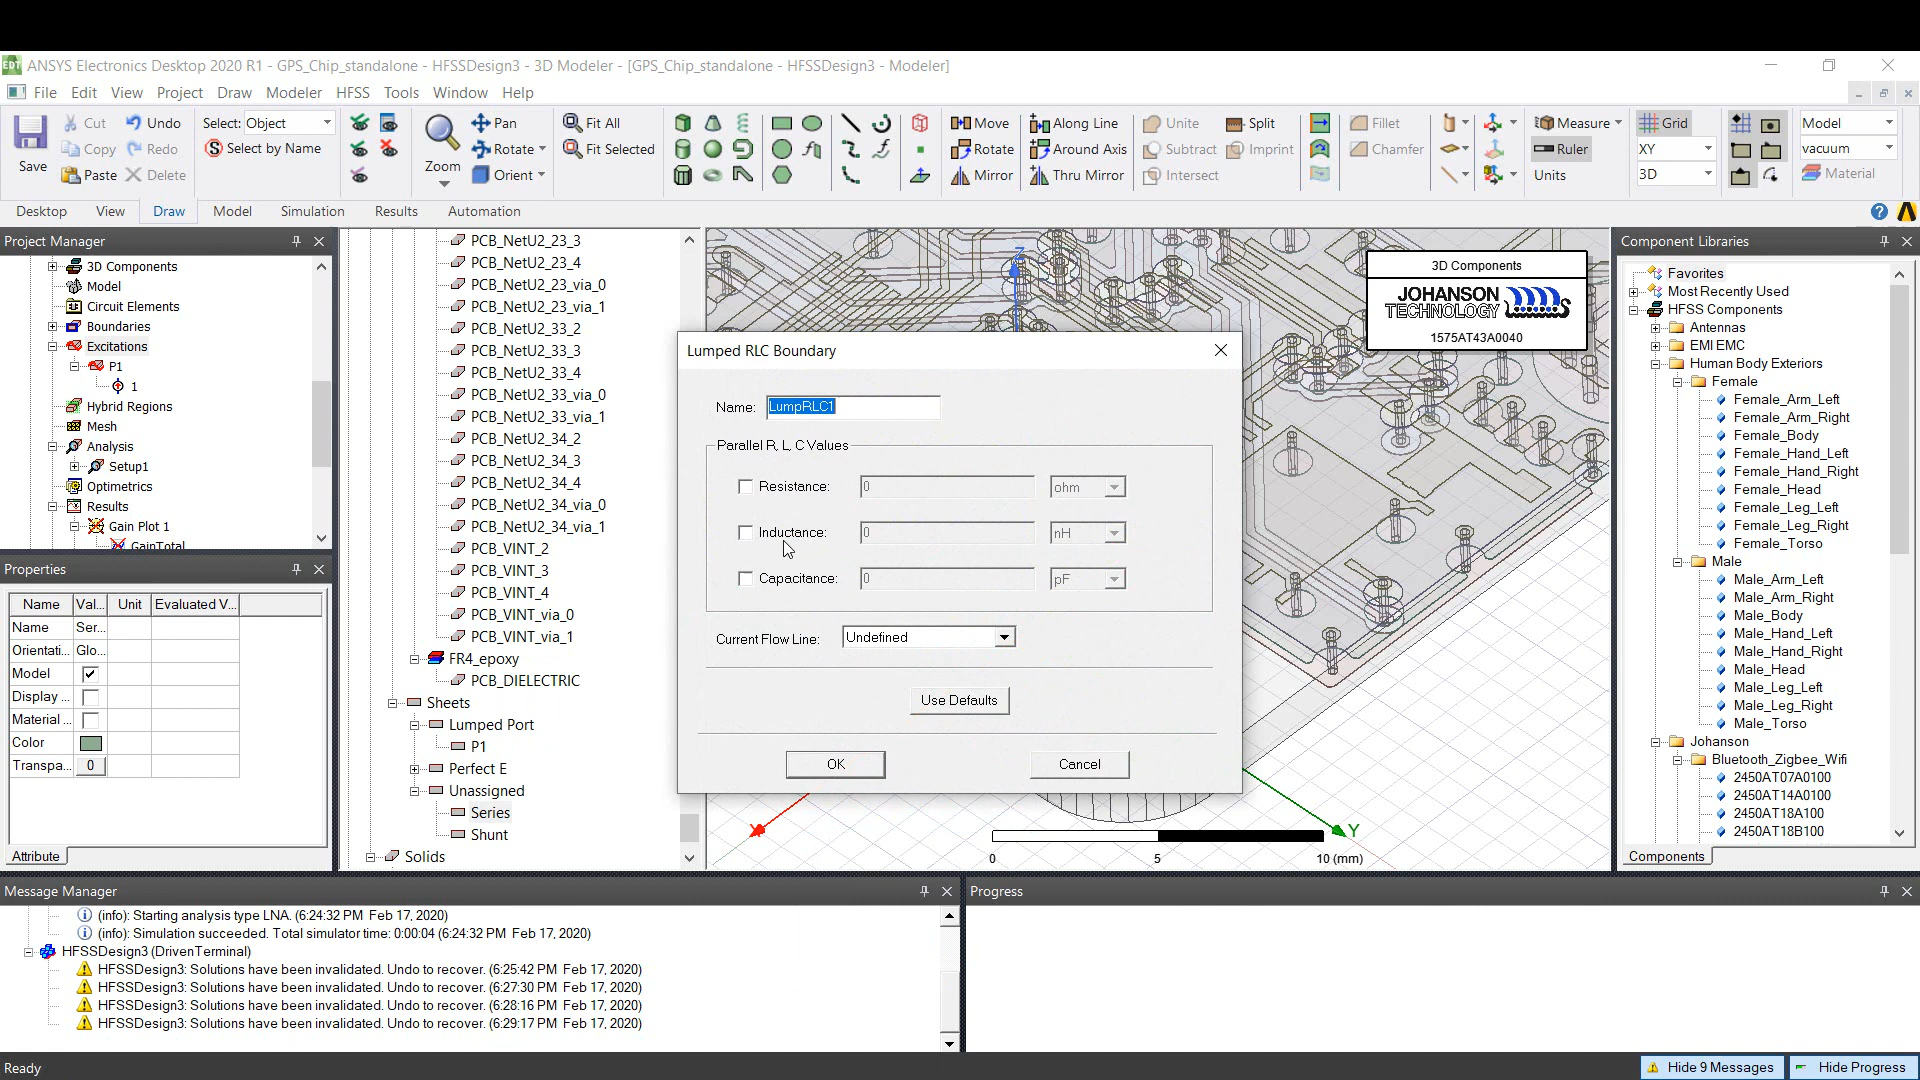 ANSYS Electronics Desktop 2020 R1 - GPS_Chip_standalone - HFSSDesign3 - 3D Modeler - [GPS_Chip_standalone - HFSSDesign3 - Modeler]
File Edit View Project Draw Modeler HFSS Tools Window Help
Save
Cut
Copy
Paste
Undo
Redo
Delete
Select: Object
Select by Name
Zoom
Pan
Rotate
Orient
Fit All
Fit Selected
Move
Rotate
Mirror
Along Line
Around Axis
Thru Mirror
Unite
Subtract
Intersect
Split
Imprint
Fillet
Chamfer
Measure
Ruler
Units
Grid
XY
3D
Model
vacuum
Material
Desktop View Draw Model Simulation Results Automation
Project Manager
3D Components
Model
Circuit Elements
Boundaries
Excitations
P1
1
Hybrid Regions
Mesh
Analysis
Setup1
Optimetrics
Results
Gain Plot 1
GainTotal
Properties
Name Val... Unit Evaluated V...
Name Ser...
Orientati... Glo...
Model
Display ...
Material ...
Color
Transpa... 0
Attribute
PCB_NetU2_23_3
PCB_NetU2_23_4
PCB_NetU2_23_via_0
PCB_NetU2_23_via_1
PCB_NetU2_33_2
PCB_NetU2_33_3
PCB_NetU2_33_4
PCB_NetU2_33_via_0
PCB_NetU2_33_via_1
PCB_NetU2_34_2
PCB_NetU2_34_3
PCB_NetU2_34_4
PCB_NetU2_34_via_0
PCB_NetU2_34_via_1
PCB_VINT_2
PCB_VINT_3
PCB_VINT_4
PCB_VINT_via_0
PCB_VINT_via_1
FR4_epoxy
PCB_DIELECTRIC
Sheets
Lumped Port
P1
Perfect E
Unassigned
Series
Shunt
Solids
Z
3D Components
JOHANSON
TECHNOLOGY
1575AT43A0040
Lumped RLC Boundary
Name: LumpRLC1
Parallel R, L, C Values
Resistance: 0 ohm
Inductance: 0 nH
Capacitance: 0 pF
Current Flow Line: Undefined
Use Defaults
OK Cancel
X
Y
0 5 10 (mm)
Component Libraries
Favorites
Most Recently Used
HFSS Components
Antennas
EMI EMC
Human Body Exteriors
Female
Female_Arm_Left
Female_Arm_Right
Female_Body
Female_Hand_Left
Female_Hand_Right
Female_Head
Female_Leg_Left
Female_Leg_Right
Female_Torso
Male
Male_Arm_Left
Male_Arm_Right
Male_Body
Male_Hand_Left
Male_Hand_Right
Male_Head
Male_Leg_Left
Male_Leg_Right
Male_Torso
Johanson
Bluetooth_Zigbee_Wifi
2450AT07A0100
2450AT14A0100
2450AT18A100
2450AT18B100
Components
Message Manager
(info): Starting analysis type LNA. (6:24:32 PM Feb 17, 2020)
(info): Simulation succeeded. Total simulator time: 0:00:04 (6:24:32 PM Feb 17, 2020)
HFSSDesign3 (DrivenTerminal)
HFSSDesign3: Solutions have been invalidated. Undo to recover. (6:25:42 PM Feb 17, 2020)
HFSSDesign3: Solutions have been invalidated. Undo to recover. (6:27:30 PM Feb 17, 2020)
HFSSDesign3: Solutions have been invalidated. Undo to recover. (6:28:16 PM Feb 17, 2020)
HFSSDesign3: Solutions have been invalidated. Undo to recover. (6:29:17 PM Feb 17, 2020)
Progress
Ready
Hide 9 Messages
Hide Progress